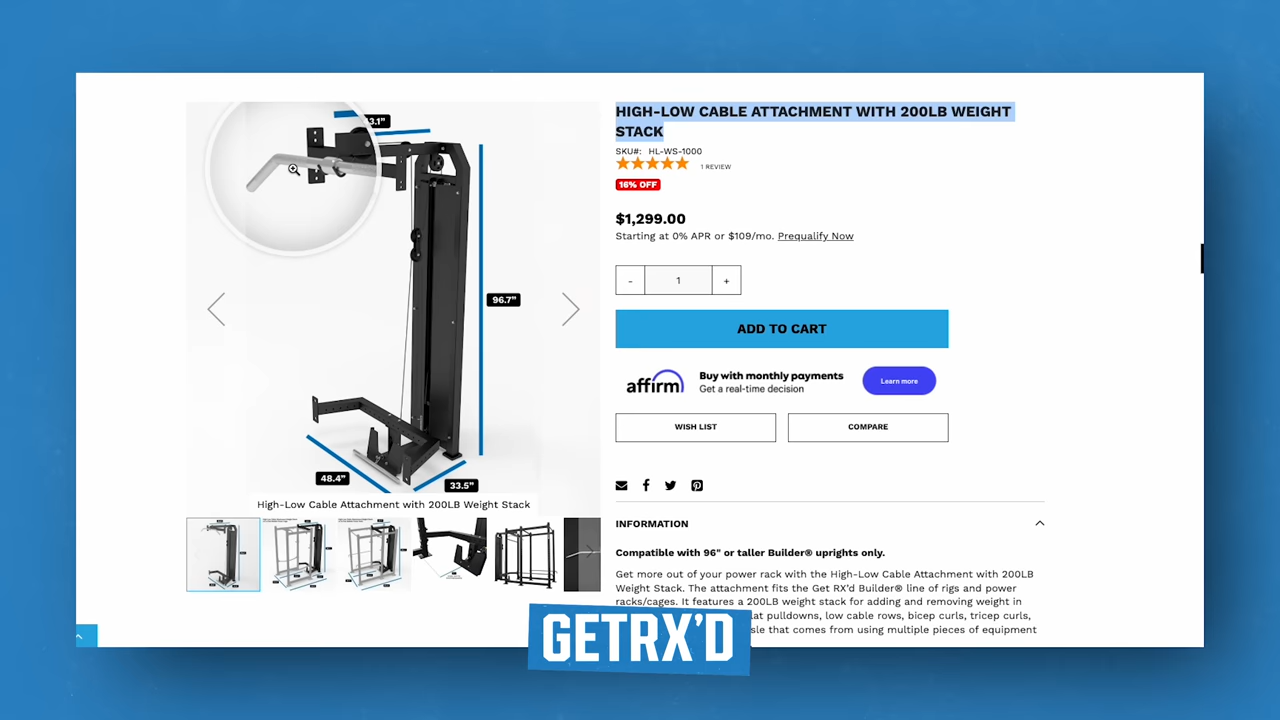 HIGH-LOW CABLE ATTACHMENT WITH 200LB WEIGHT
STACK
SKU#: HL-WS-1000
1 REVIEW
16% OFF
$1,299.00
Starting at 0% APR or $109/mo. Prequalify Now
- 1 +
ADD TO CART
affirm
Buy with monthly payments
Get a real-time decision
Learn more
WISH LIST
COMPARE
INFORMATION
Compatible with 96" or taller Builder® uprights only.
Get more out of your power rack with the High-Low Cable Attachment with 200LB
Weight Stack. The attachment fits the Get RX'd Builder® line of rigs and power
racks/cages. It features a 200LB weight stack for adding and removing weight in
lat pulldowns, low cable rows, bicep curls, tricep curls,
sle that comes from using multiple pieces of equipment
3.1"
96.7"
48.4"
33.5"
High-Low Cable Attachment with 200LB Weight Stack
GETRX'D